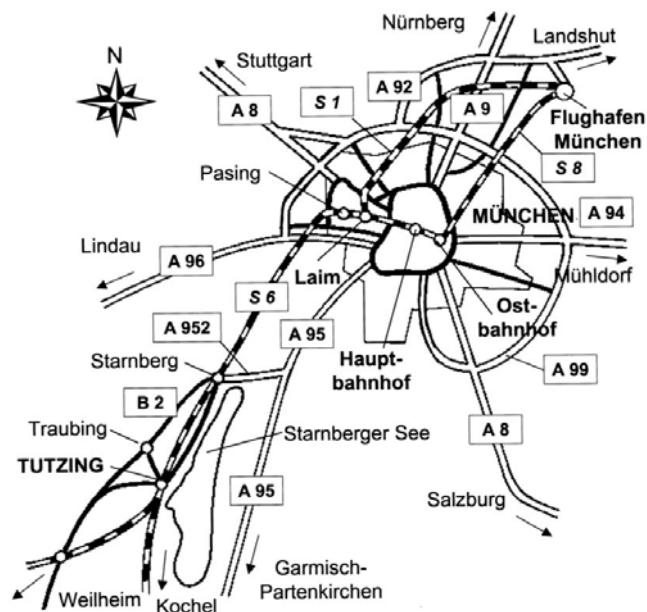 Nürnberg
Landshut
N
Stuttgart
A 92
A 8
S 1
A 9
Flughafen
München
S 8
Pasing
MÜNCHEN
A 94
Lindau
A 96
Laim
Mühldorf
S 6
Ost-
bahnhof
A 952
A 95
Haupt-
bahnhof
Starnberg
A 99
B 2
Traubing
Starnberger See
A 8
TUTZING
A 95
Salzburg
Garmisch-
Partenkirchen
Weilheim
Kochel